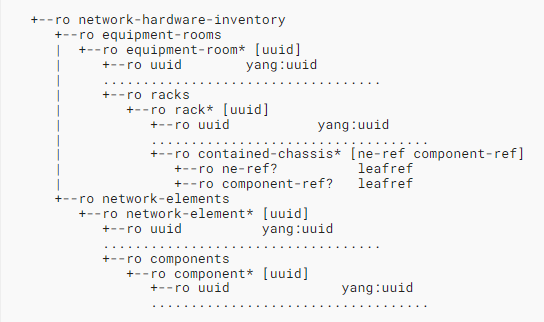 +--ro network-hardware-inventory
   +--ro equipment-rooms
   |  +--ro equipment-room* [uuid]
   |     +--ro uuid        yang:uuid
   |     ...................................
   |     +--ro racks
   |        +--ro rack* [uuid]
   |           +--ro uuid           yang:uuid
   |           ...................................
   |           +--ro contained-chassis* [ne-ref component-ref]
   |              +--ro ne-ref?          leafref
   |              +--ro component-ref?   leafref
   +--ro network-elements
      +--ro network-element* [uuid]
         +--ro uuid          yang:uuid
         ...................................
         +--ro components
            +--ro component* [uuid]
               +--ro uuid              yang:uuid
               ...................................